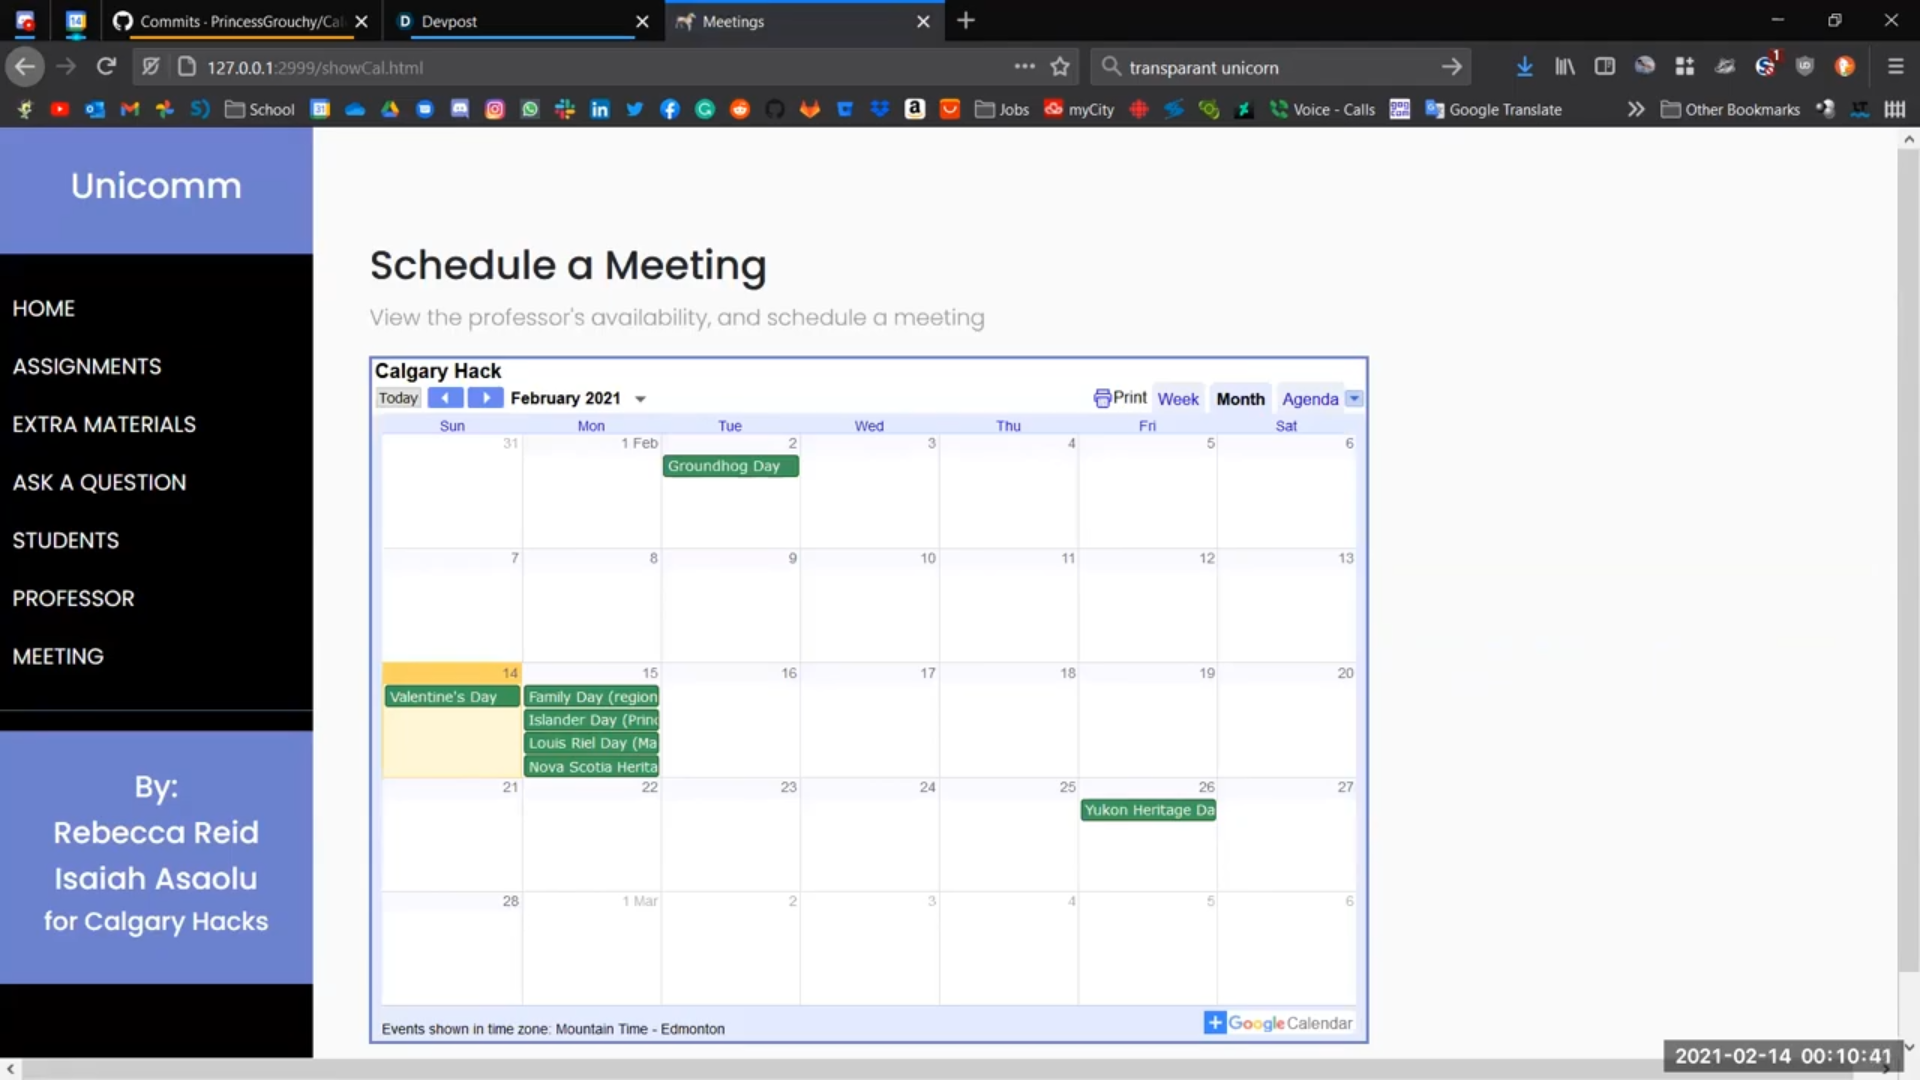 Commits · PrincessGrouchy/Cal
Devpost
Meetings
127.0.0.1:2999/showCal.html
transparant unicorn
1
School
Jobs
myCity
Voice - Calls
Google Translate
Other Bookmarks
Unicomm
HOME
ASSIGNMENTS
EXTRA MATERIALS
ASK A QUESTION
STUDENTS
PROFESSOR
MEETING
By:
Rebecca Reid
Isaiah Asaolu
for Calgary Hacks
Schedule a Meeting
View the professor's availability, and schedule a meeting
Calgary Hack
Today February 2021 Print Week Month Agenda
Sun Mon Tue Wed Thu Fri Sat
31 1 Feb 2 3 4 5 6
Groundhog Day
7 8 9 10 11 12 13
14 15 16 17 18 19 20
Valentine's Day Family Day (region
Islander Day (Princ
Louis Riel Day (Ma
Nova Scotia Herita
21 22 23 24 25 26 27
Yukon Heritage Da
28 1 Mar 2 3 4 5 6
Events shown in time zone: Mountain Time - Edmonton
Google Calendar
2021-02-14 00:10:41